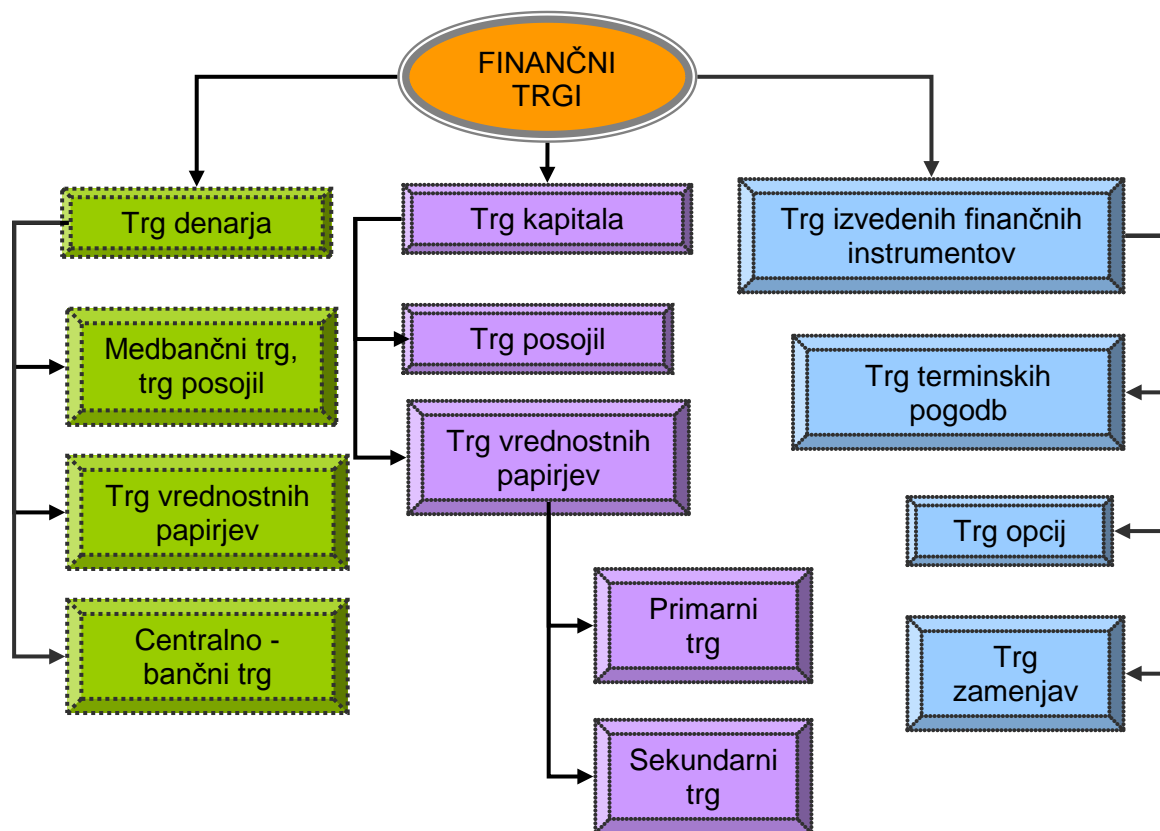 FINANČNI
TRGI
Trg denarja
Medbančni trg,
trg posojil
Trg vrednostnih
papirjev
Centralno -
bančni trg
Trg kapitala
Trg posojil
Trg vrednostnih
papirjev
Primarni
trg
Sekundarni
trg
Trg izvedenih finančnih
instrumentov
Trg terminskih
pogodb
Trg opcij
Trg
zamenjav